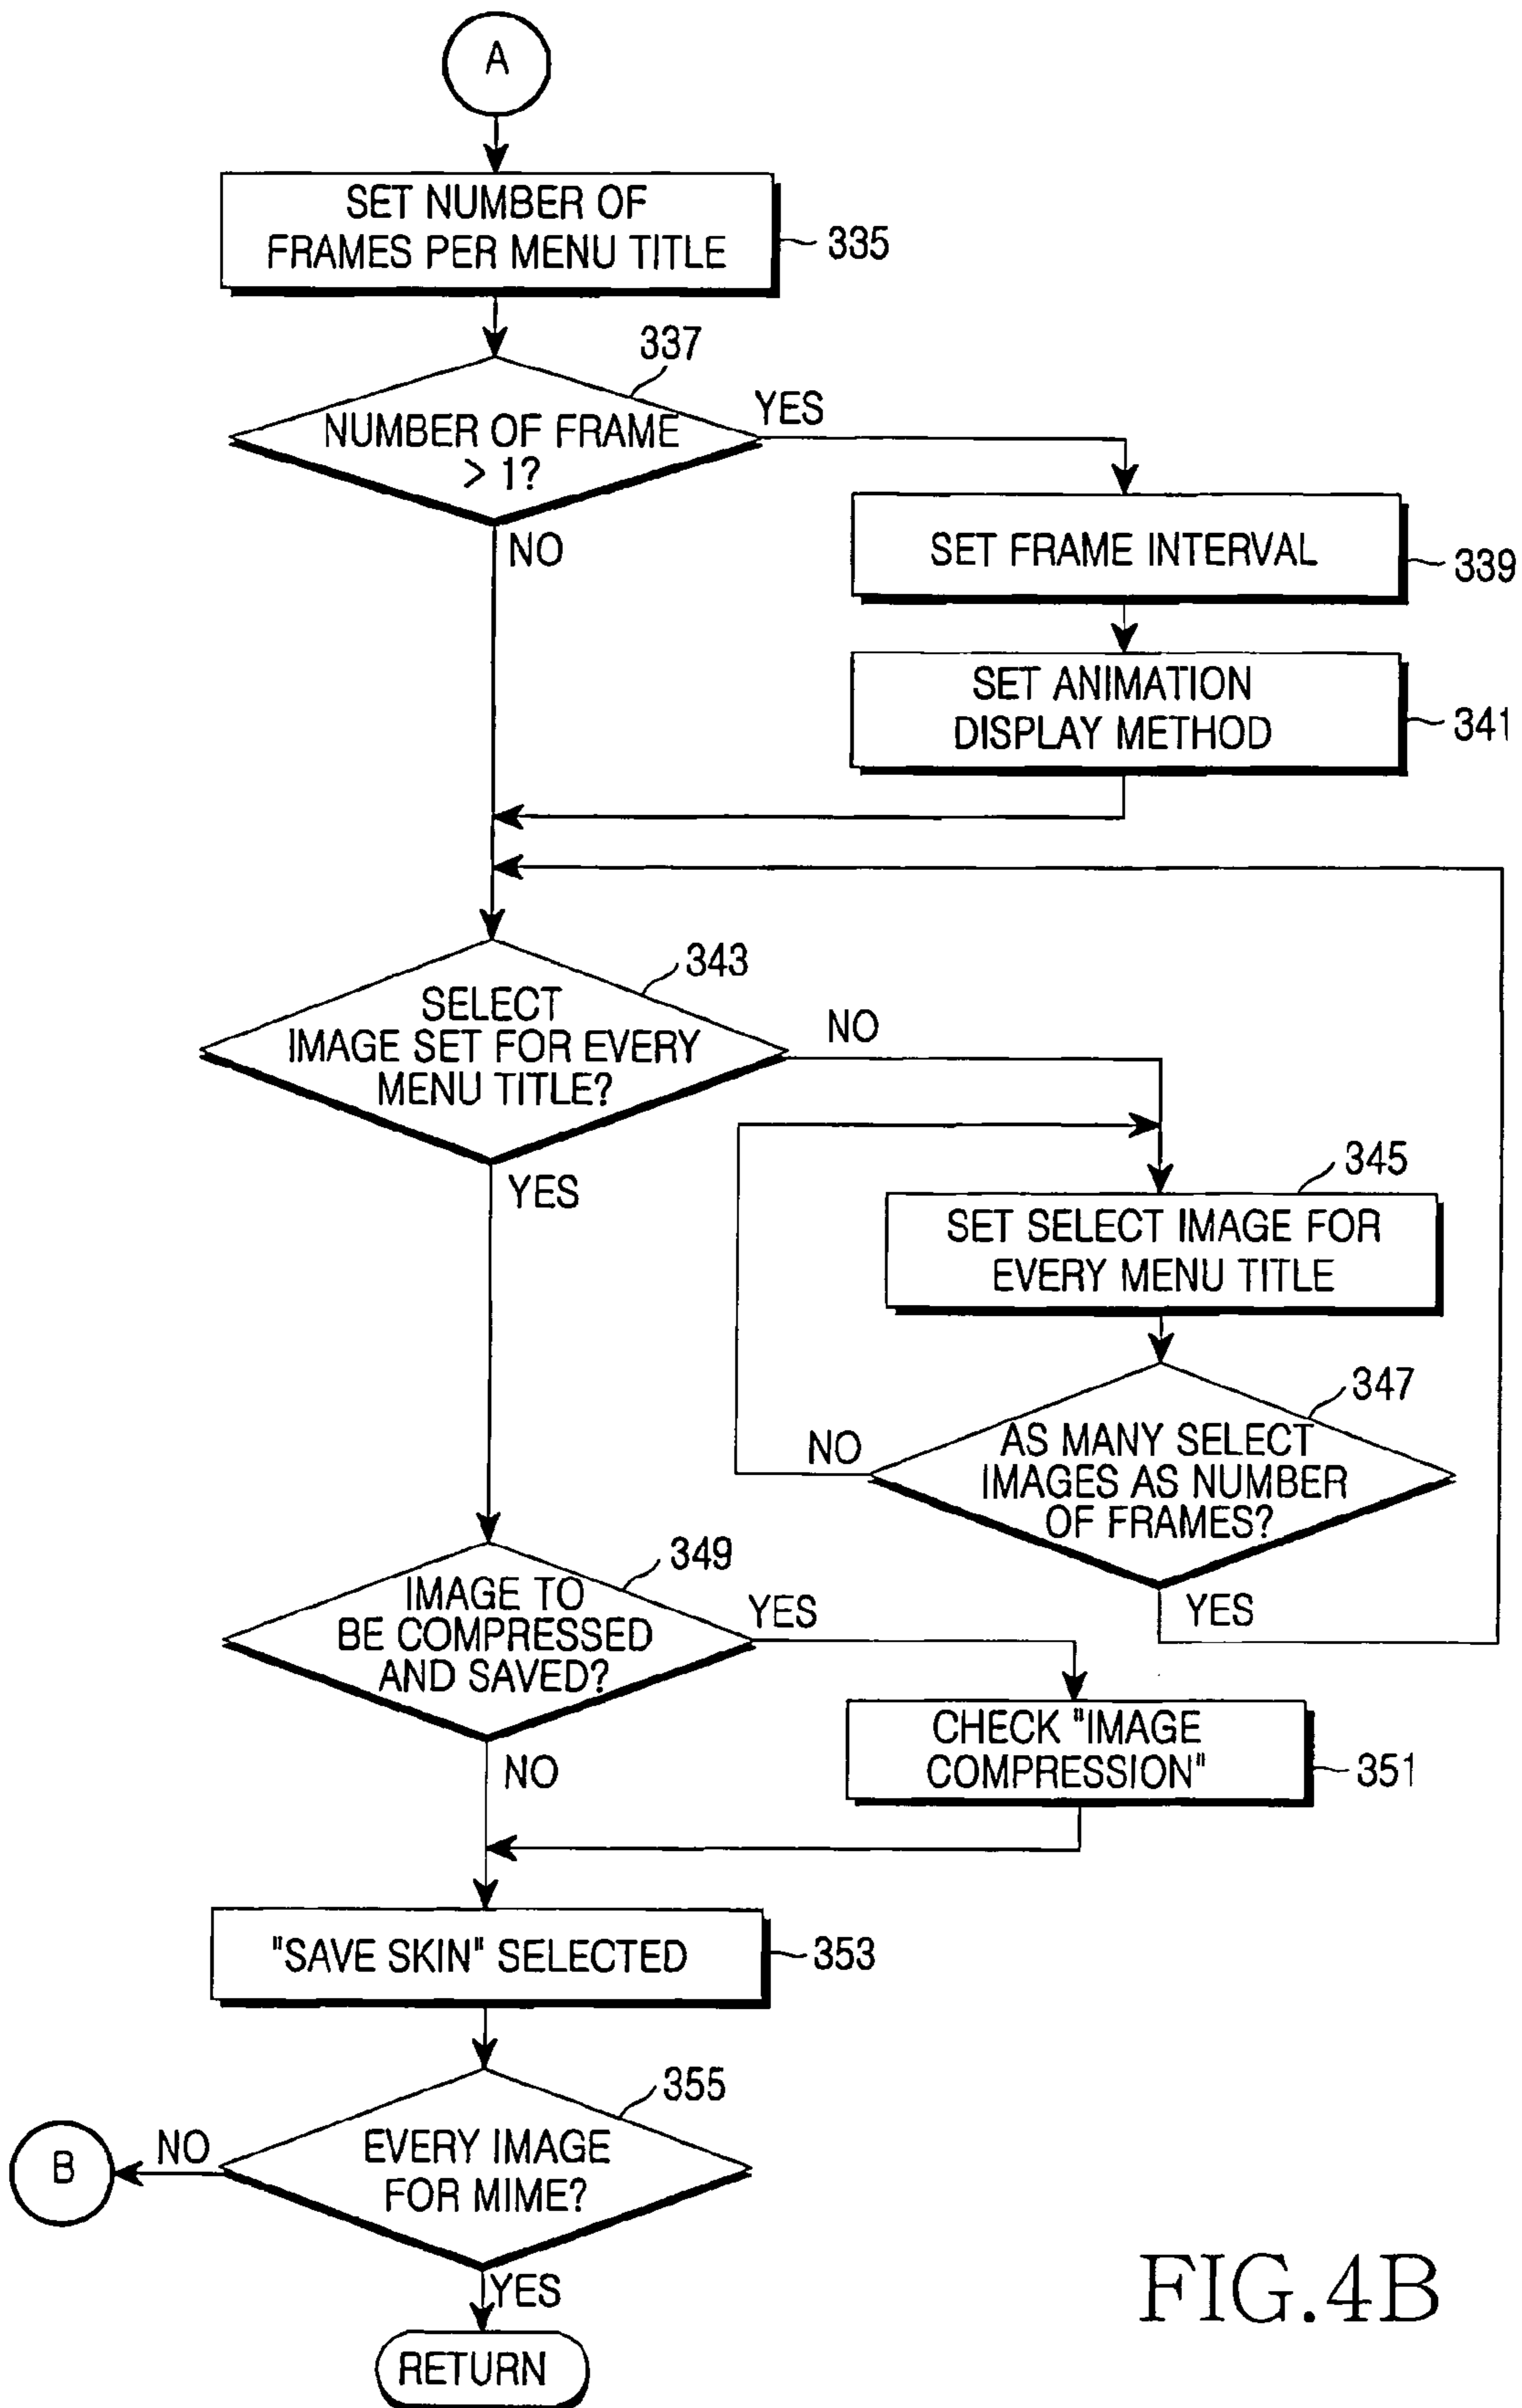 A
SET NUMBER OF
FRAMES PER MENU TITLE
335
337
NUMBER OF FRAME
> 1?
YES
NO
SET FRAME INTERVAL
339
SET ANIMATION
DISPLAY METHOD
341
343
SELECT
IMAGE SET FOR EVERY
MENU TITLE?
NO
YES
345
SET SELECT IMAGE FOR
EVERY MENU TITLE
347
AS MANY SELECT
IMAGES AS NUMBER
OF FRAMES?
NO
YES
349
IMAGE TO
BE COMPRESSED
AND SAVED?
YES
NO
CHECK "IMAGE
COMPRESSION"
351
"SAVE SKIN" SELECTED
353
355
EVERY IMAGE
FOR MIME?
NO
B
YES
RETURN
FIG.4B